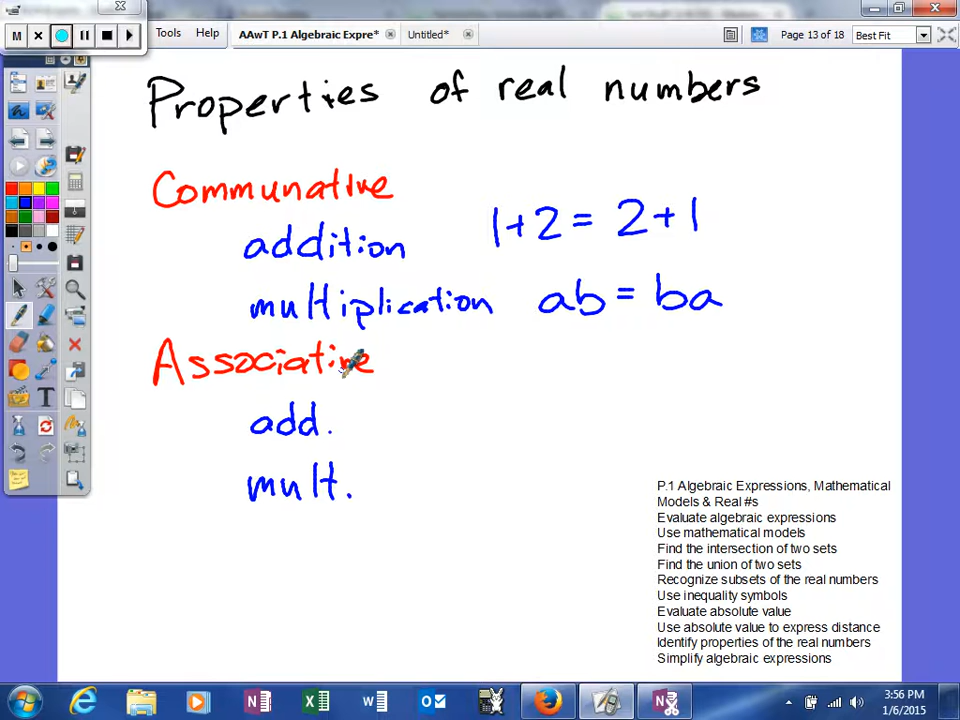 M
Tools Help AAwT P.1 Algebraic Expre* Untitled* Page 13 of 18 Best Fit
Properties of real numbers
Communative
addition 1+2 = 2+1
multiplication ab = ba
Associative
add.
mult.
P.1 Algebraic Expressions, Mathematical
Models & Real #s
Evaluate algebraic expressions
Use mathematical models
Find the intersection of two sets
Find the union of two sets
Recognize subsets of the real numbers
Use inequality symbols
Evaluate absolute value
Use absolute value to express distance
Identify properties of the real numbers
Simplify algebraic expressions
3:56 PM
1/6/2015